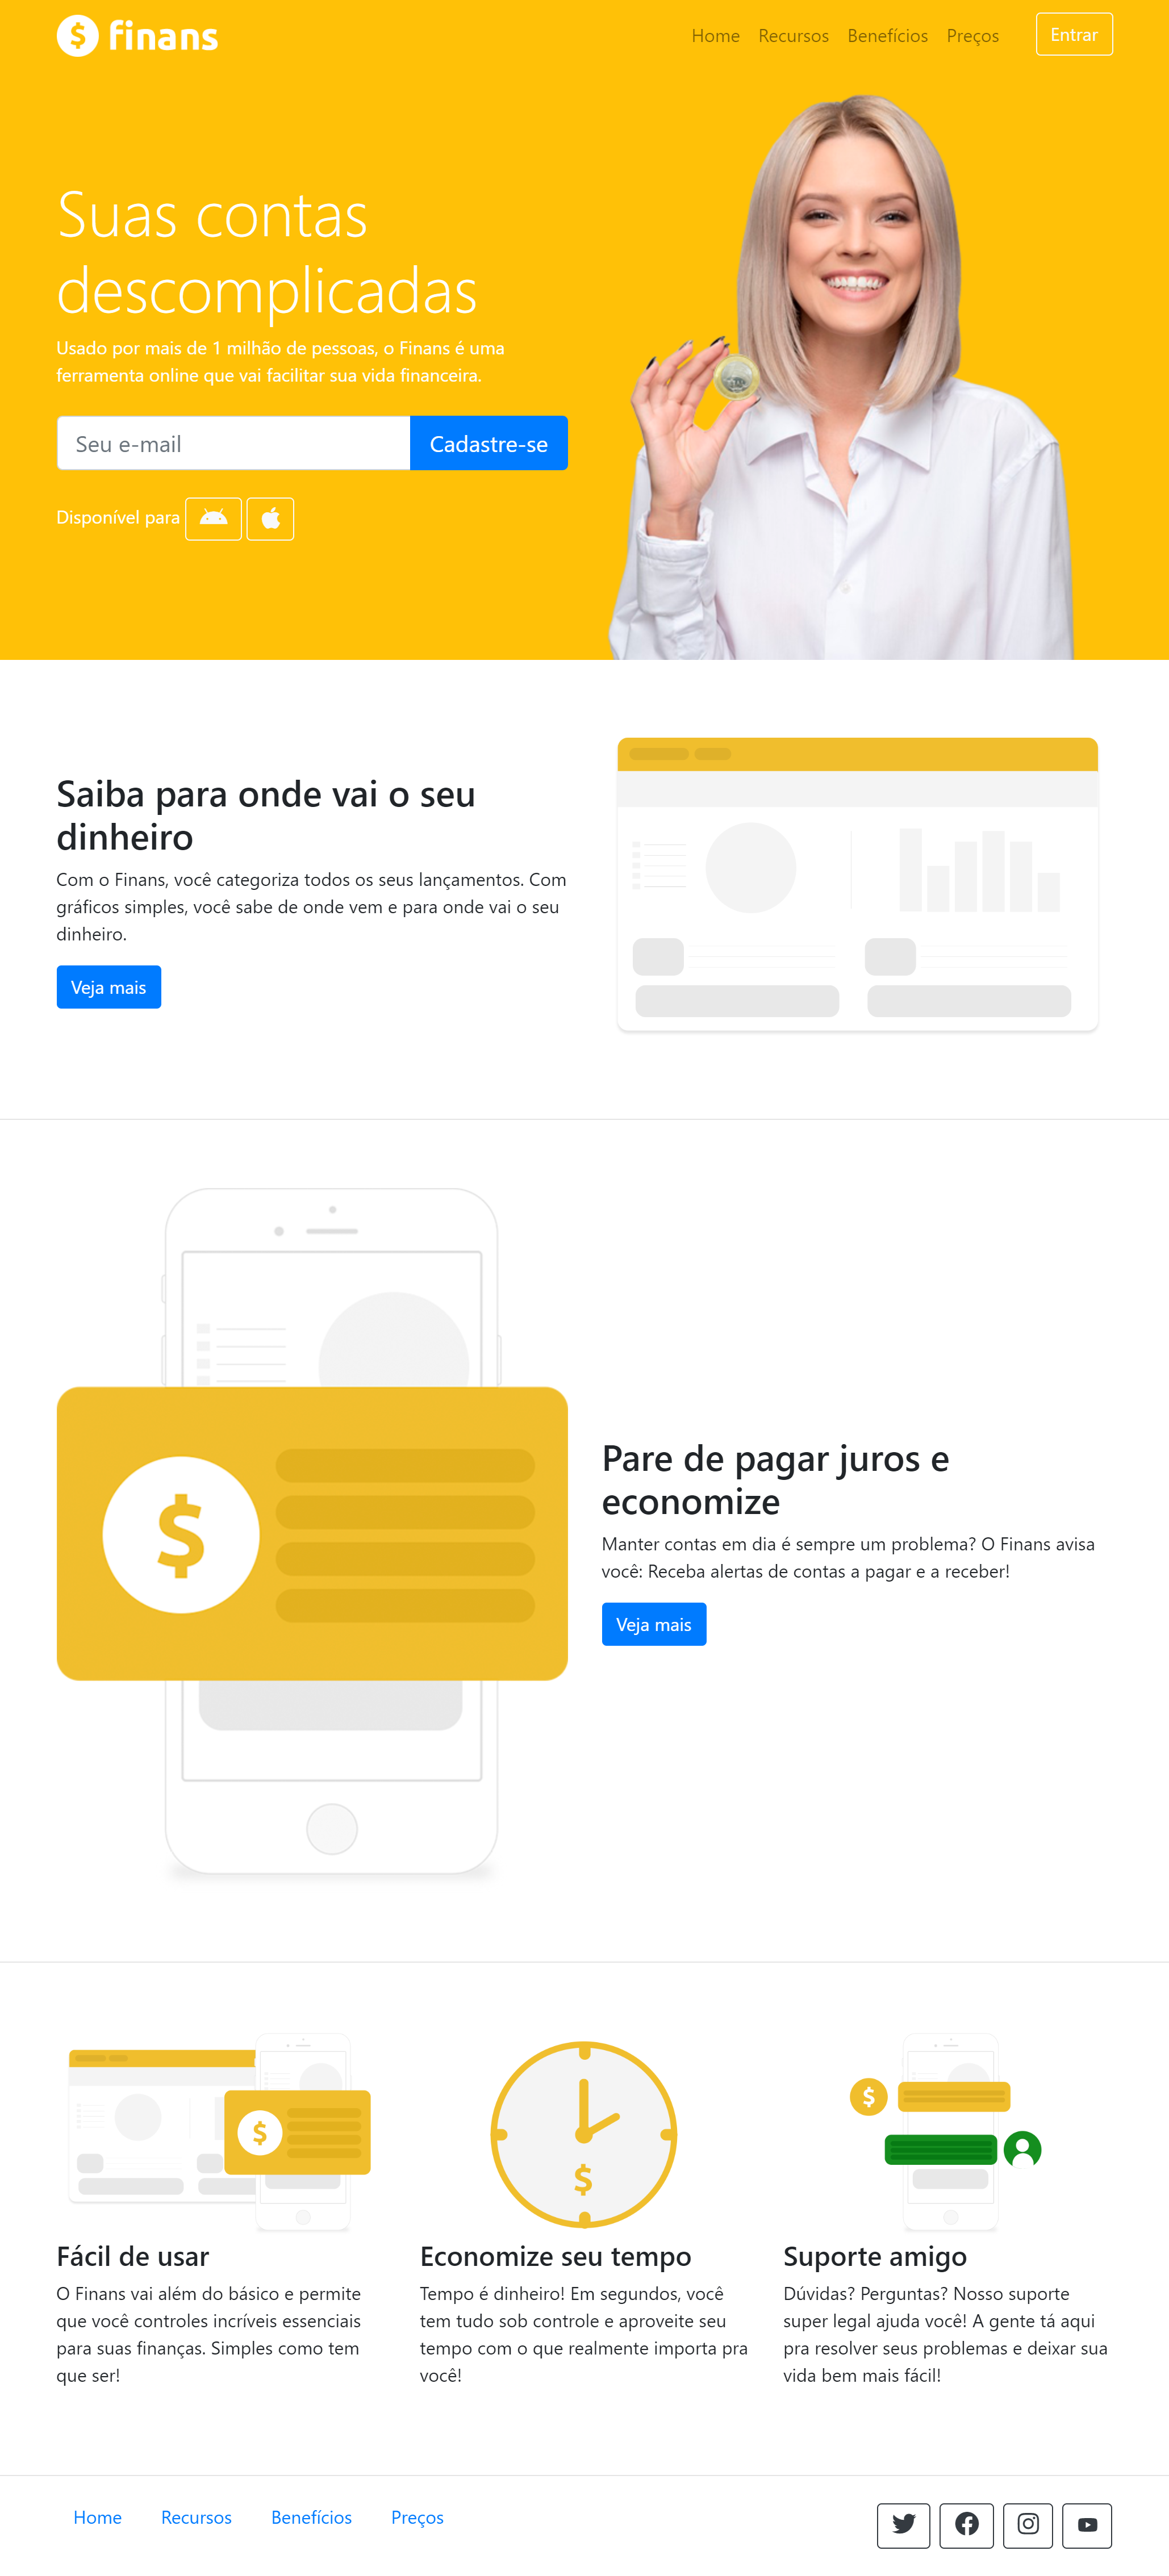 $ finans
Home Recursos Benefícios Preços Entrar
Suas contas
descomplicadas
Usado por mais de 1 milhão de pessoas, o Finans é uma
ferramenta online que vai facilitar sua vida financeira.
Seu e-mail Cadastre-se
Disponível para
Saiba para onde vai o seu
dinheiro
Com o Finans, você categoriza todos os seus lançamentos. Com
gráficos simples, você sabe de onde vem e para onde vai o seu
dinheiro.
Veja mais
$
Pare de pagar juros e
economize
Manter contas em dia é sempre um problema? O Finans avisa
você: Receba alertas de contas a pagar e a receber!
Veja mais
$
$
$
Fácil de usar
O Finans vai além do básico e permite
que você controles incríveis essenciais
para suas finanças. Simples como tem
que ser!
Economize seu tempo
Tempo é dinheiro! Em segundos, você
tem tudo sob controle e aproveite seu
tempo com o que realmente importa pra
você!
Suporte amigo
Dúvidas? Perguntas? Nosso suporte
super legal ajuda você! A gente tá aqui
pra resolver seus problemas e deixar sua
vida bem mais fácil!
Home Recursos Benefícios Preços